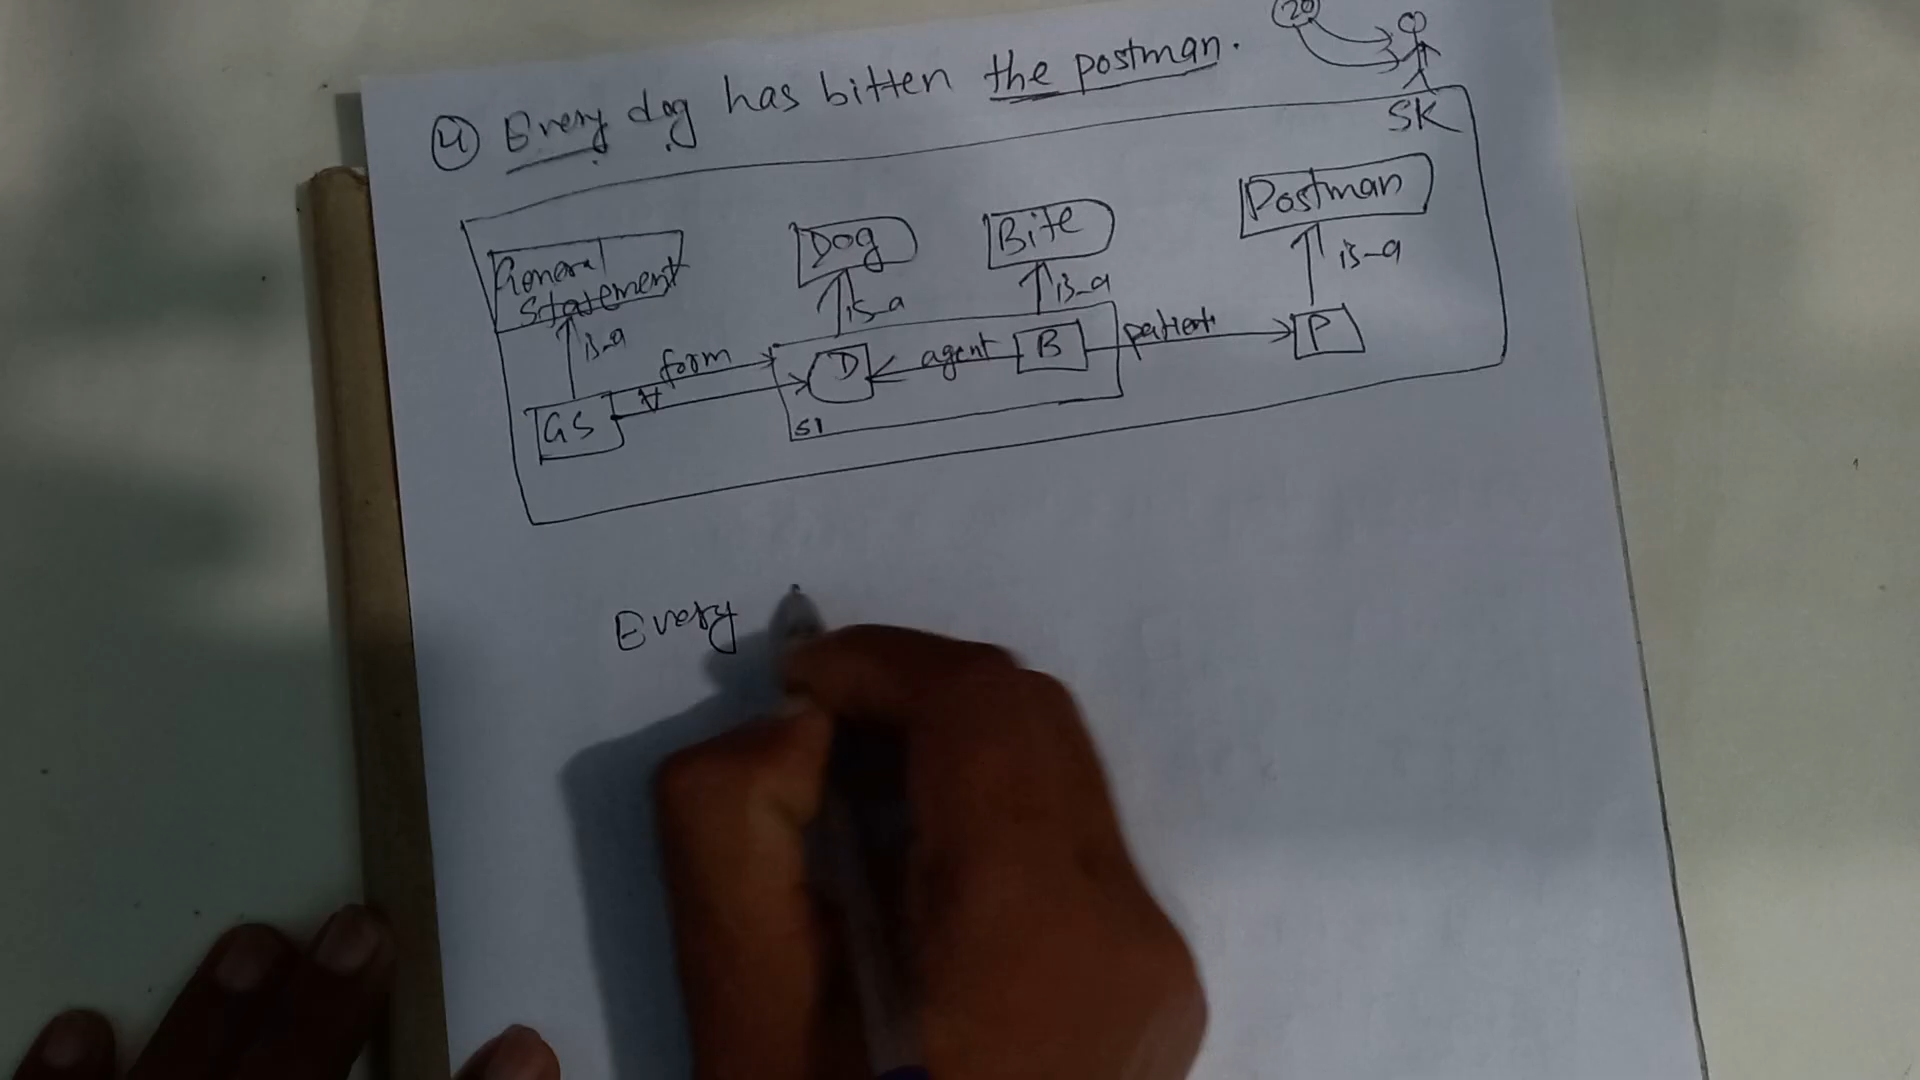 20
④ Every dog has bitten the postman.
SK
General Statement
Dog
Bite
Postman
is-a
is-a
is-a
is-a
form
∀
GS
D
agent
B
patient
P
S1
Every